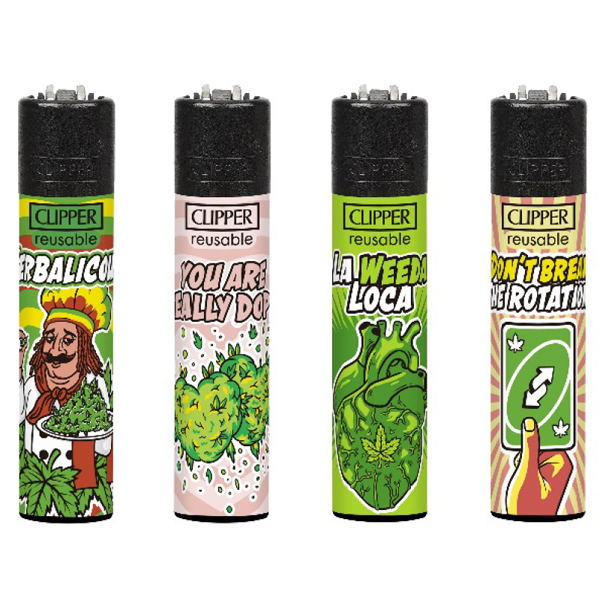 CLIPPER
reusable
ERBALICOU
CLIPPER
reusable
YOU ARE
EALLY DOP
CLIPPER
reusable
LA WEEDA
LOCA
CLIPPER
reusable
DON'T BREA
HE ROTATION